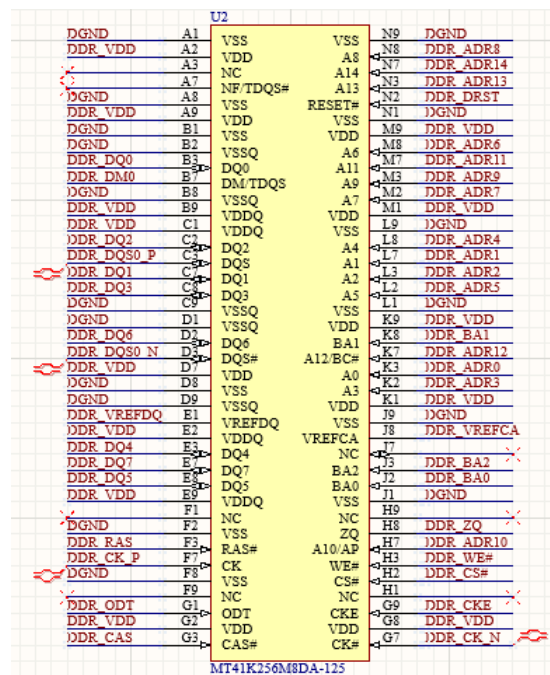 U2
DGND A1 VSS VSS N9 DGND
DDR_VDD A2 VDD A8 N8 DDR_ADR8
A3 NC A14 N7 DDR_ADR14
A7 NF/TDQS# A13 N3 DDR_ADR13
DGND A8 VSS RESET# N2 DDR_DRST
DDR_VDD A9 VDD VSS N1 DGND
DGND B1 VSS VDD M9 DDR_VDD
DGND B2 VSSQ A6 M8 DDR_ADR6
DDR_DQ0 B3 DQ0 A11 M7 DDR_ADR11
DDR_DM0 B7 DM/TDQS A9 M3 DDR_ADR9
DGND B8 VSSQ A7 M2 DDR_ADR7
DDR_VDD B9 VDDQ VDD M1 DDR_VDD
DDR_VDD C1 VDDQ VSS L9 DGND
DDR_DQ2 C2 DQ2 A4 L8 DDR_ADR4
DDR_DQS0_P C3 DQS A1 L7 DDR_ADR1
DDR_DQ1 C7 DQ1 A2 L3 DDR_ADR2
DDR_DQ3 C8 DQ3 A5 L2 DDR_ADR5
DGND C9 VSSQ VSS L1 DGND
DGND D1 VSSQ VDD K9 DDR_VDD
DDR_DQ6 D2 DQ6 BA1 K8 DDR_BA1
DDR_DQS0_N D3 DQS# A12/BC# K7 DDR_ADR12
DDR_VDD D7 VDD A0 K3 DDR_ADR0
DGND D8 VSS A3 K2 DDR_ADR3
DGND D9 VSSQ VDD K1 DDR_VDD
DDR_VREFDQ E1 VREFDQ VSS J9 DGND
DDR_VDD E2 VDDQ VREFCA J8 DDR_VREFCA
DDR_DQ4 E3 DQ4 NC J7
DDR_DQ7 E7 DQ7 BA2 J3 DDR_BA2
DDR_DQ5 E8 DQ5 BA0 J2 DDR_BA0
DDR_VDD E9 VDDQ VSS J1 DGND
F1 NC NC H9
DGND F2 VSS ZQ H8 DDR_ZQ
DDR_RAS F3 RAS# A10/AP H7 DDR_ADR10
DDR_CK_P F7 CK WE# H3 DDR_WE#
DGND F8 VSS CS# H2 DDR_CS#
F9 NC NC H1
DDR_ODT G1 ODT CKE G9 DDR_CKE
DDR_VDD G2 VDD VDD G8 DDR_VDD
DDR_CAS G3 CAS# CK# G7 DDR_CK_N
MT41K256M8DA-125